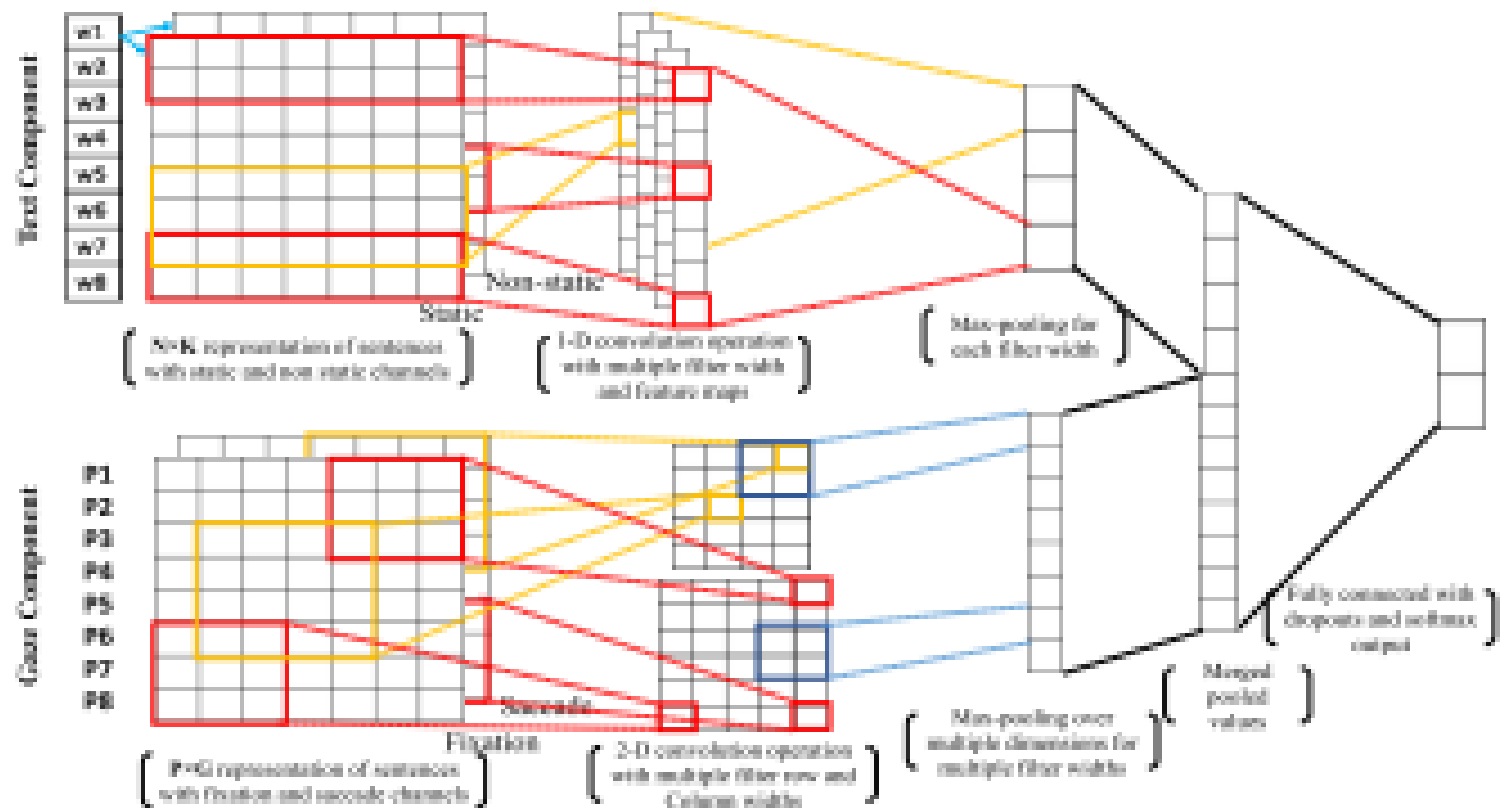 Text Component
w1
w2
w3
w4
w5
w6
w7
w8
Non-static
Static
N×K representation of sentences
with static and non static channels
1-D convolution operation
with multiple filter width
and feature maps
Max-pooling for
each filter width
Gaze Component
P1
P2
P3
P4
P5
P6
P7
P8
Saccade
Fixation
P×G representation of sentences
with fixation and saccade channels
2-D convolution operation
with multiple filter row and
Column widths
Max-pooling over
multiple dimensions for
multiple filter widths
Merged
pooled
values
Fully connected with
dropouts and softmax
output